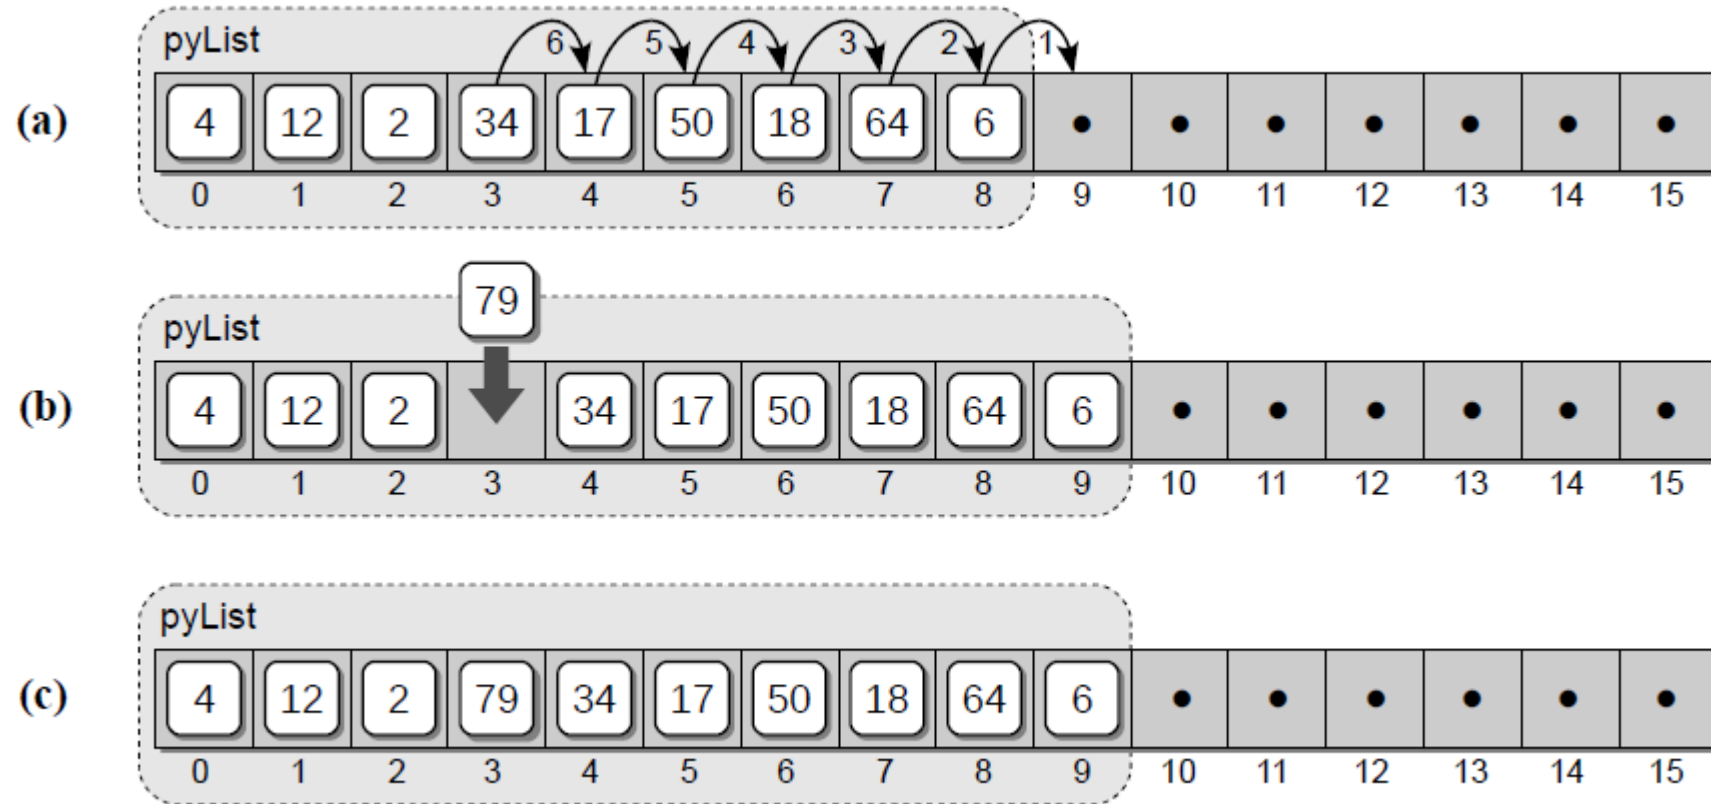 pyList
6 5 4 3 2 1
(a) 4 12 2 34 17 50 18 64 6 • • • • • • •
0 1 2 3 4 5 6 7 8 9 10 11 12 13 14 15
79
pyList
(b) 4 12 2 34 17 50 18 64 6 • • • • • •
0 1 2 3 4 5 6 7 8 9 10 11 12 13 14 15
pyList
(c) 4 12 2 79 34 17 50 18 64 6 • • • • • •
0 1 2 3 4 5 6 7 8 9 10 11 12 13 14 15